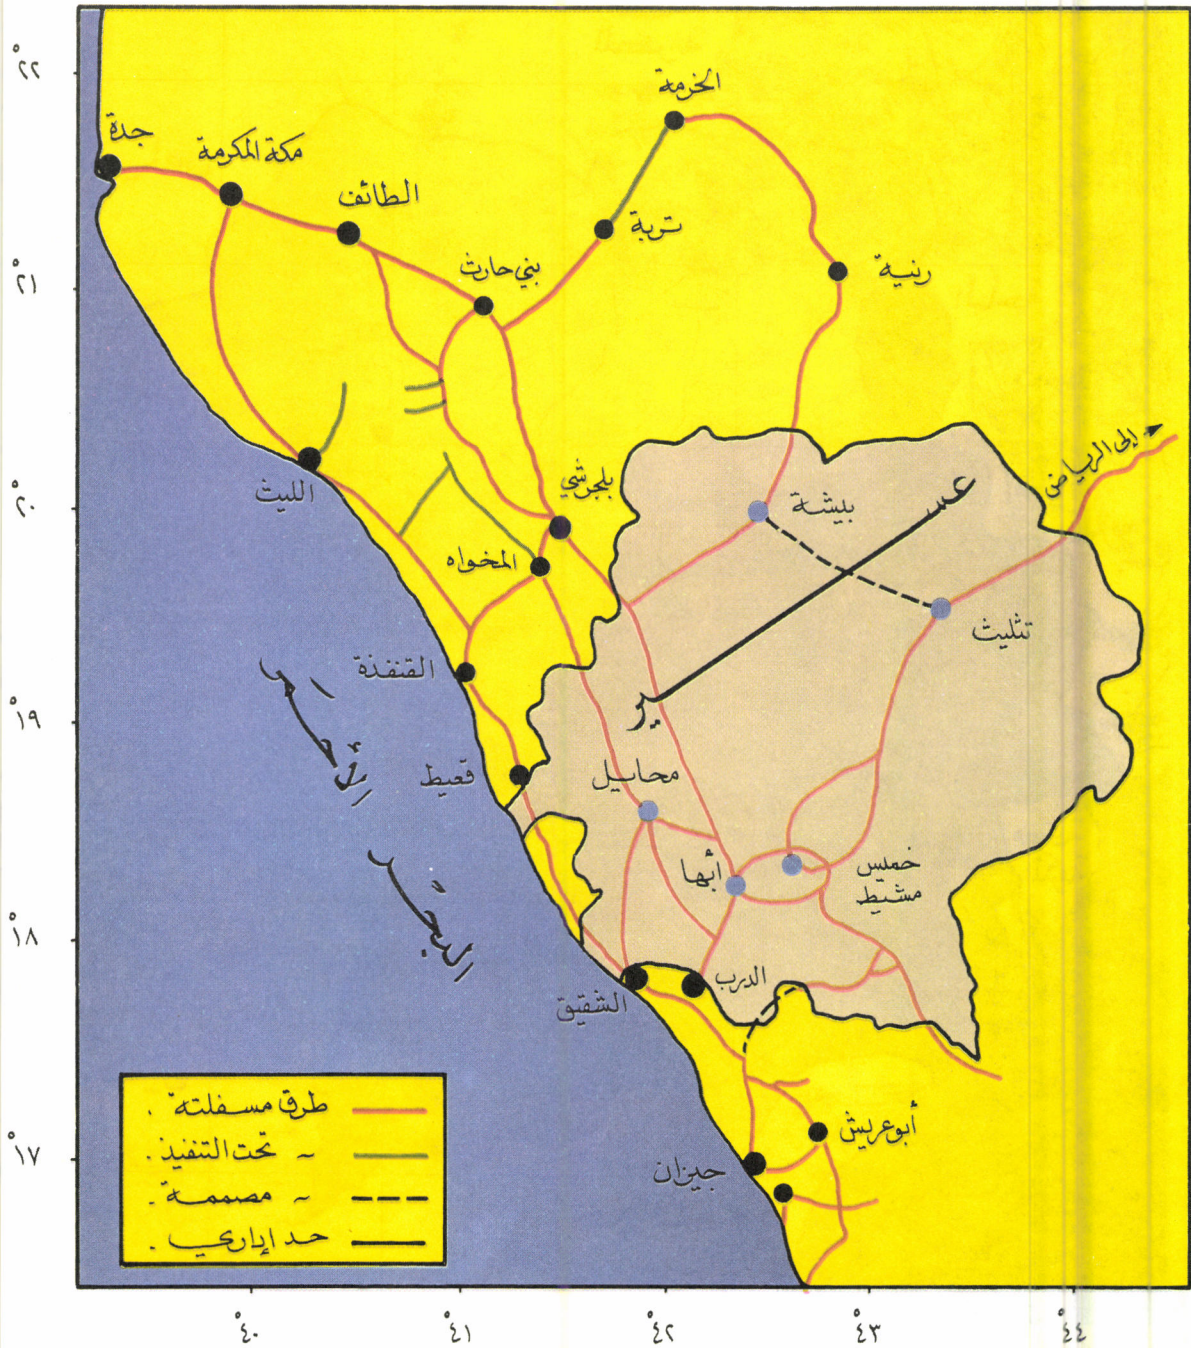 °٢٢
°٢١
°٢٠
°١٩
°١٨
°١٧
الخرمة
جدة
مكة المكرمة
الطائف
تربة
بني حارث
رنية
إلى الرياض
بلجرشي
الليث
بيشة
عسير
المخواه
تثليث
القنفذة
البحر الأحمر
قعيط
محايل
أبها
خميس
مشيط
الدرب
الشقيق
أبوعريش
جيزان
طرق مسفلتة .
~ تحت التنفيذ .
~ مصممة .
حد إداري .
°٤٠
°٤١
°٤٢
°٤٣
°٤٤